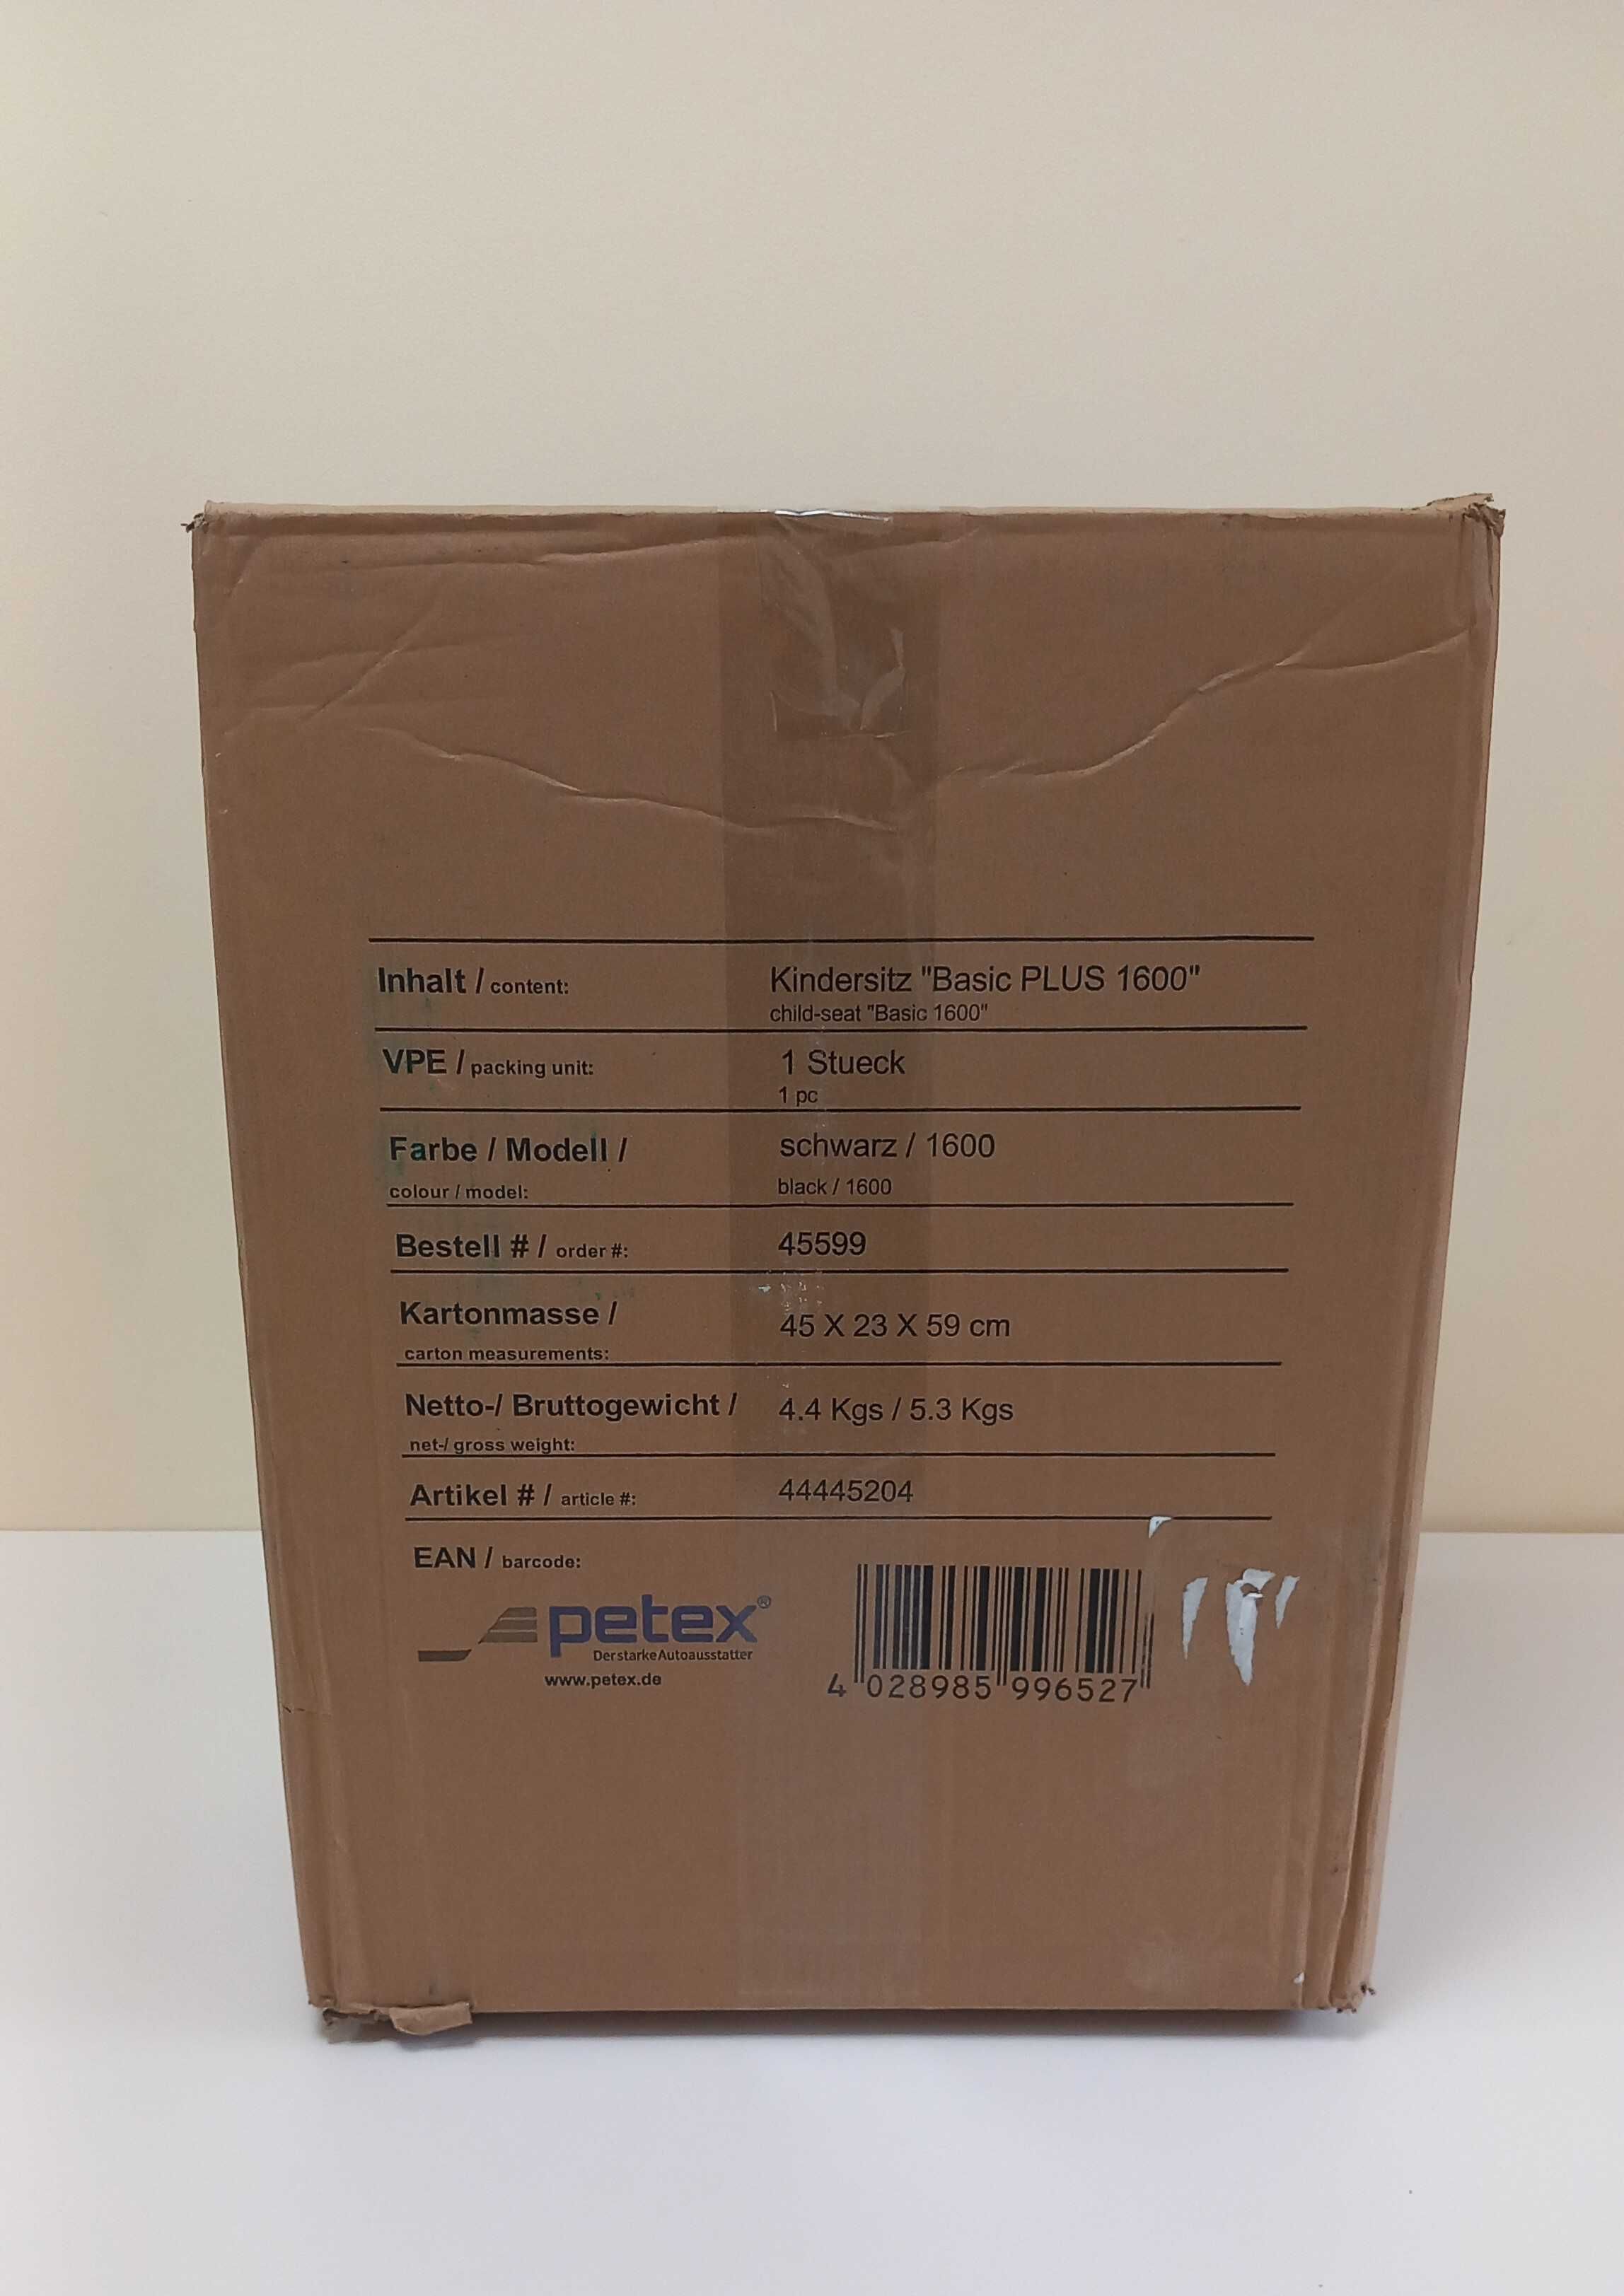 Inhalt / content: Kindersitz "Basic PLUS 1600"
child-seat "Basic 1600"
VPE / packing unit: 1 Stueck
1 pc
Farbe / Modell / schwarz / 1600
colour / model: black / 1600
Bestell # / order #: 45599
Kartonmasse / 45 X 23 X 59 cm
carton measurements:
Netto-/ Bruttogewicht / 4.4 Kgs / 5.3 Kgs
net-/ gross weight:
Artikel # / article #: 44445204
EAN / barcode:
petex®
Der starke Autoausstatter
www.petex.de
4 028985 996527